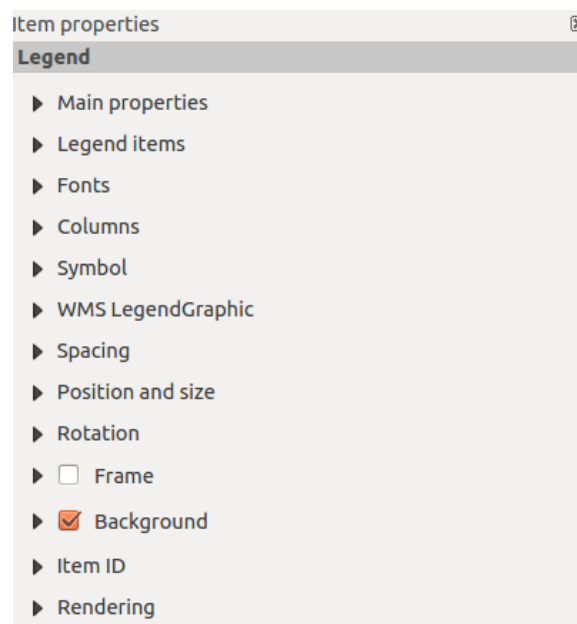 Item properties
Legend
Main properties
Legend items
Fonts
Columns
Symbol
WMS LegendGraphic
Spacing
Position and size
Rotation
Frame
Background
Item ID
Rendering